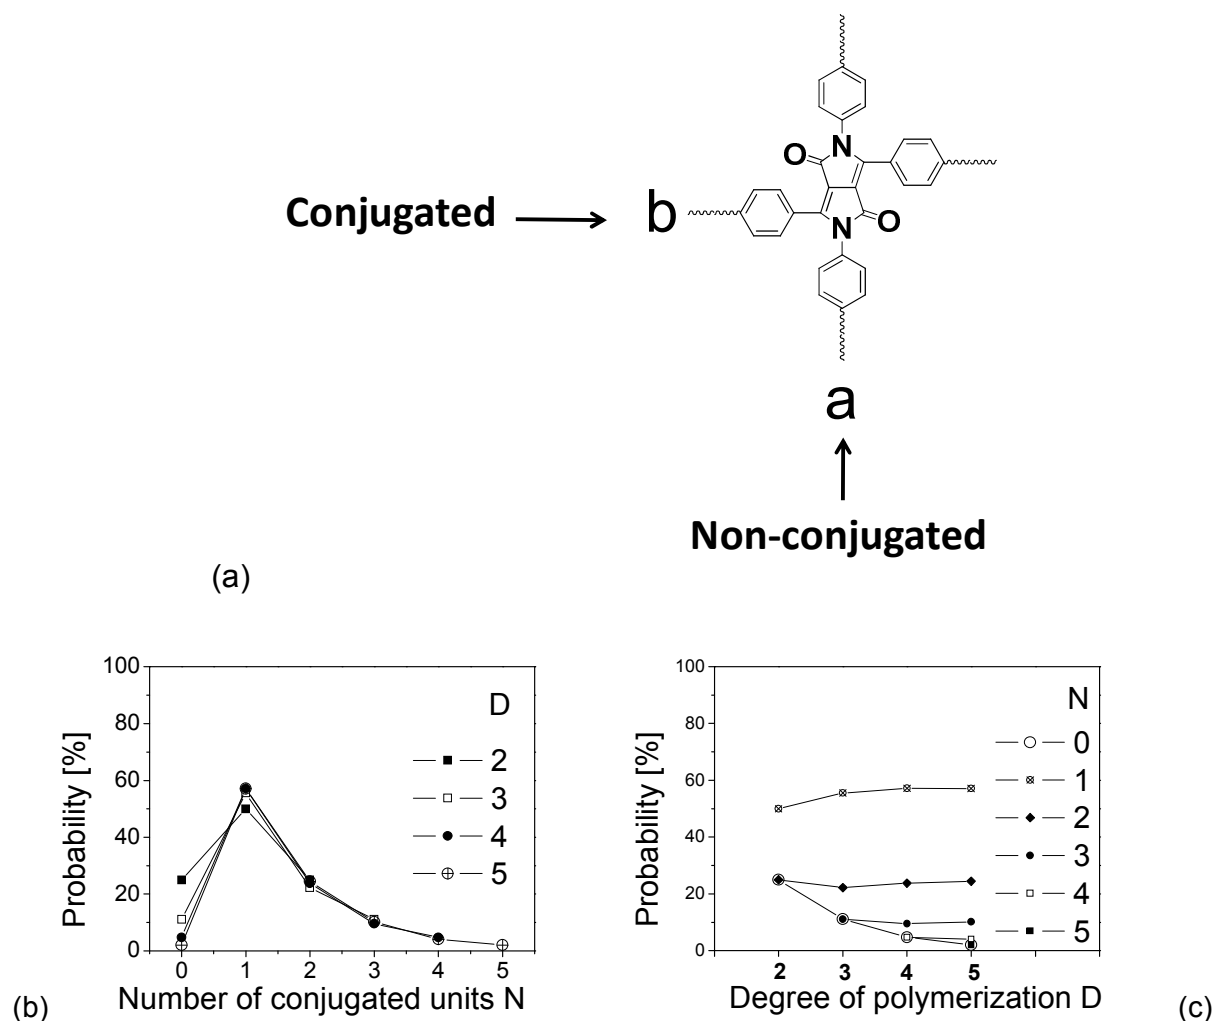 N
O
O
N
Conjugated
b
a
Non-conjugated
(a)
100
80
60
40
20
0
Probability [%]
D
2
3
4
5
0 1 2 3 4 5
Number of conjugated units N
(b)
100
80
60
40
20
0
Probability [%]
N
0
1
2
3
4
5
2 3 4 5
Degree of polymerization D
(c)